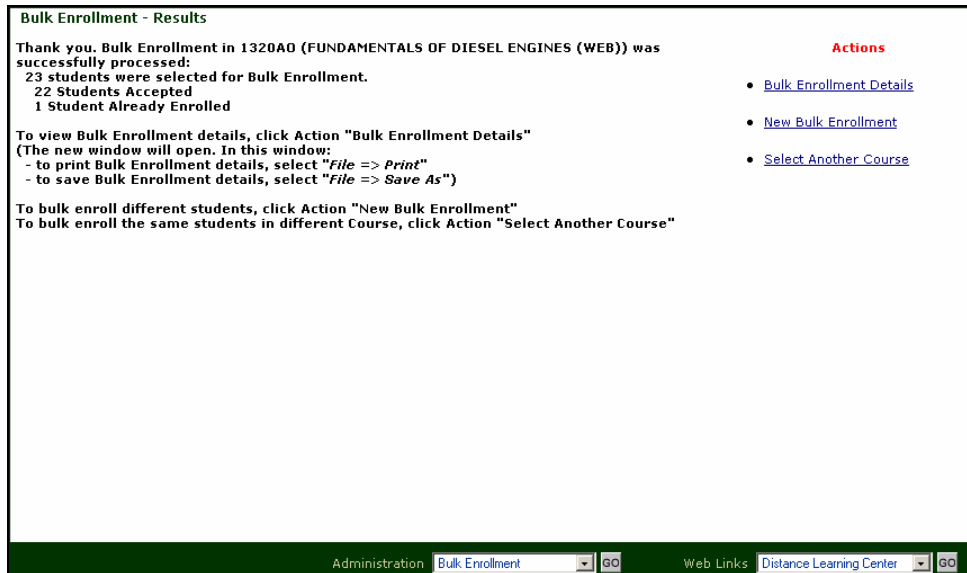 Bulk Enrollment - Results
Thank you. Bulk Enrollment in 1320A0 (FUNDAMENTALS OF DIESEL ENGINES (WEB)) was
successfully processed:
23 students were selected for Bulk Enrollment.
22 Students Accepted
1 Student Already Enrolled
To view Bulk Enrollment details, click Action "Bulk Enrollment Details"
(The new window will open. In this window:
- to print Bulk Enrollment details, select "File => Print"
- to save Bulk Enrollment details, select "File => Save As")
To bulk enroll different students, click Action "New Bulk Enrollment"
To bulk enroll the same students in different Course, click Action "Select Another Course"
Actions
Bulk Enrollment Details
New Bulk Enrollment
Select Another Course
Administration Bulk Enrollment GO Web Links Distance Learning Center GO